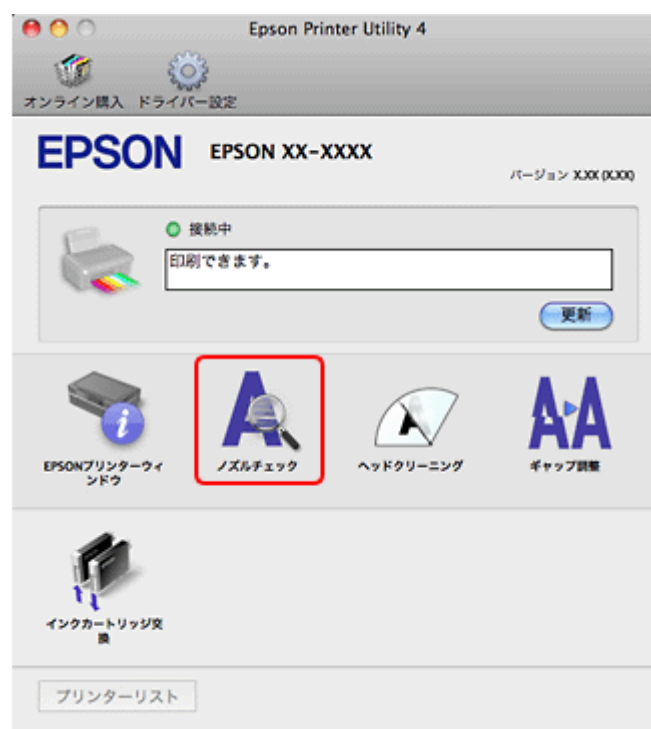 Epson Printer Utility 4
オンライン購入 ドライバー設定
EPSON EPSON XX-XXXX
バージョン X.XX (X.XX)
接続中
印刷できます。
更新
EPSONプリンターウィ
ンドウ
ノズルチェック
ヘッドクリーニング
ギャップ調整
インクカートリッジ交
換
プリンターリスト